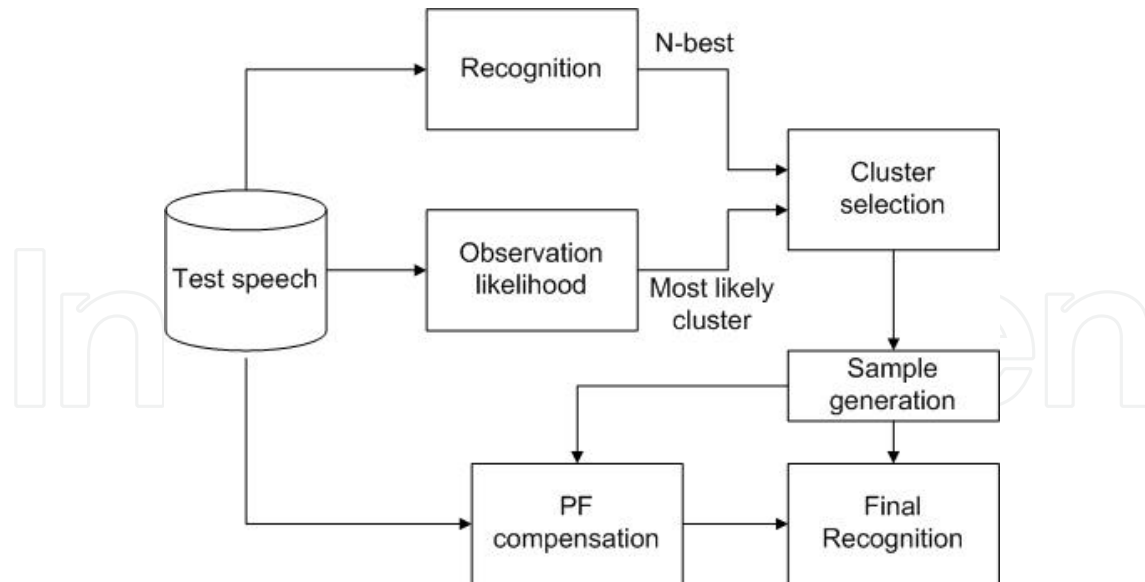 N-best
Recognition
Cluster
selection
Test speech
Observation
likelihood
Most likely
cluster
Sample
generation
PF
compensation
Final
Recognition